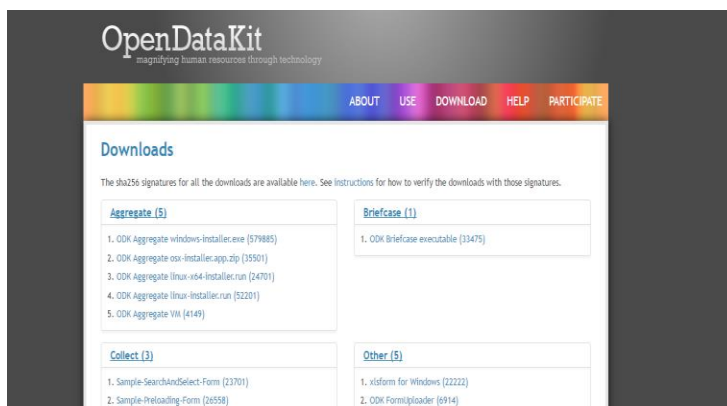 OpenDataKit
magnifying human resources through technology
ABOUT USE DOWNLOAD HELP PARTICIPATE
Downloads
The sha256 signatures for all the downloads are available here. See instructions for how to verify the downloads with those signatures.
Aggregate (5)
1. ODK Aggregate windows-installer.exe (579885)
2. ODK Aggregate osx-installer.app.zip (35501)
3. ODK Aggregate linux-x64-installer.run (24701)
4. ODK Aggregate linux-installer.run (52201)
5. ODK Aggregate VM (4149)
Briefcase (1)
1. ODK Briefcase executable (33475)
Collect (3)
1. Sample-SearchAndSelect-Form (23701)
2. Sample-Preloading-Form (26558)
Other (5)
1. xlsform for Windows (22222)
2. ODK FormUploader (6914)